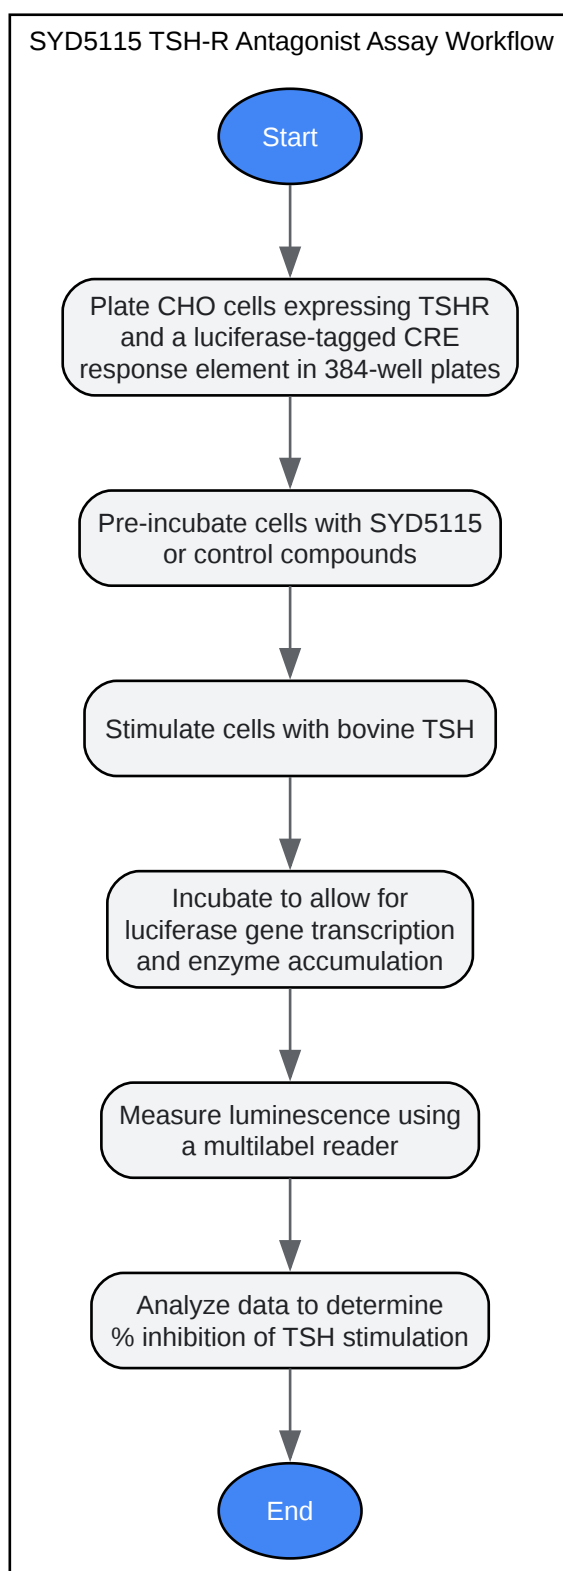 SYD5115 TSH-R Antagonist Assay Workflow
Start
Plate CHO cells expressing TSHR
and a luciferase-tagged CRE
response element in 384-well plates
Pre-incubate cells with SYD5115
or control compounds
Stimulate cells with bovine TSH
Incubate to allow for
luciferase gene transcription
and enzyme accumulation
Measure luminescence using
a multilabel reader
Analyze data to determine
% inhibition of TSH stimulation
End